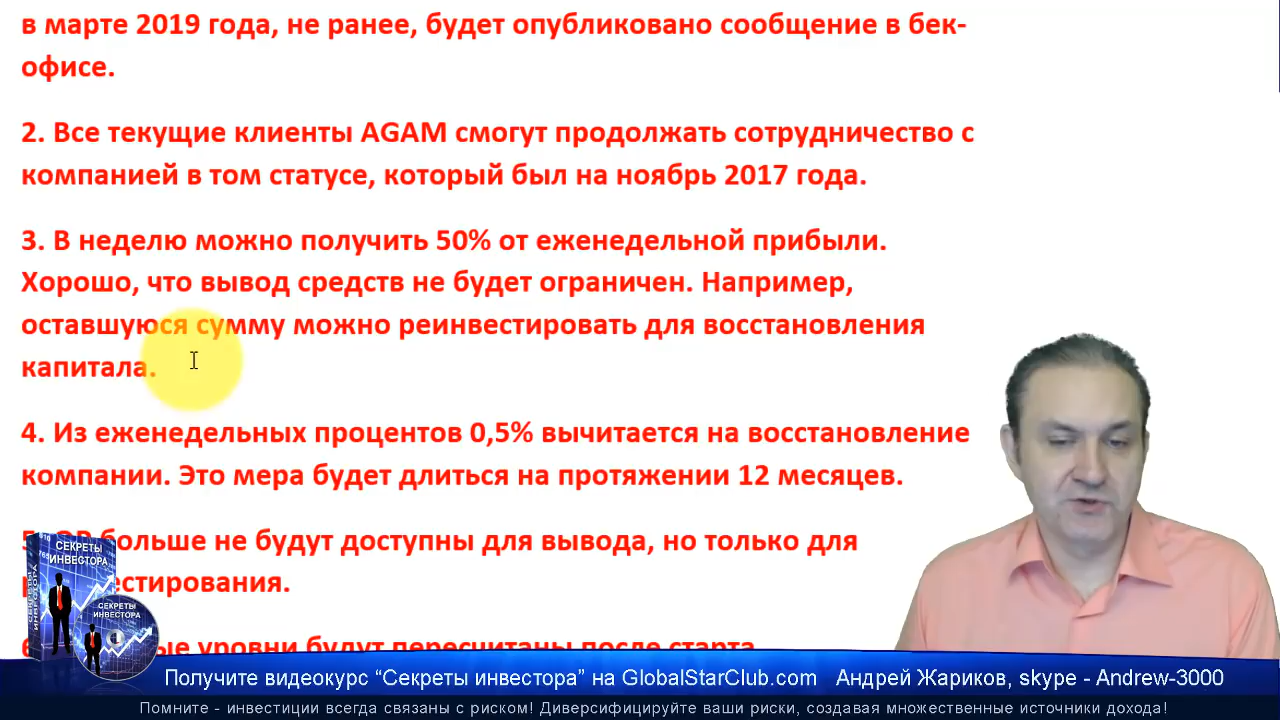 в марте 2019 года, не ранее, будет опубликовано сообщение в бек-
офисе.
2. Все текущие клиенты AGAM смогут продолжать сотрудничество с
компанией в том статусе, который был на ноябрь 2017 года.
3. В неделю можно получить 50% от еженедельной прибыли.
Хорошо, что вывод средств не будет ограничен. Например,
оставшуюся сумму можно реинвестировать для восстановления
капитала.
4. Из еженедельных процентов 0,5% вычитается на восстановление
компании. Это мера будет длиться на протяжении 12 месяцев.
больше не будут доступны для вывода, но только для
уровни будут пересчитаны после старта
СЕКРЕТЫ
ИНВЕСТОРА
СЕКРЕТЫ
ИНВЕСТОРА
Получите видеокурс “Секреты инвестора” на GlobalStarClub.com Андрей Жариков, skype - Andrew-3000
Помните - инвестиции всегда связаны с риском! Диверсифицируйте ваши риски, создавая множественные источники дохода!